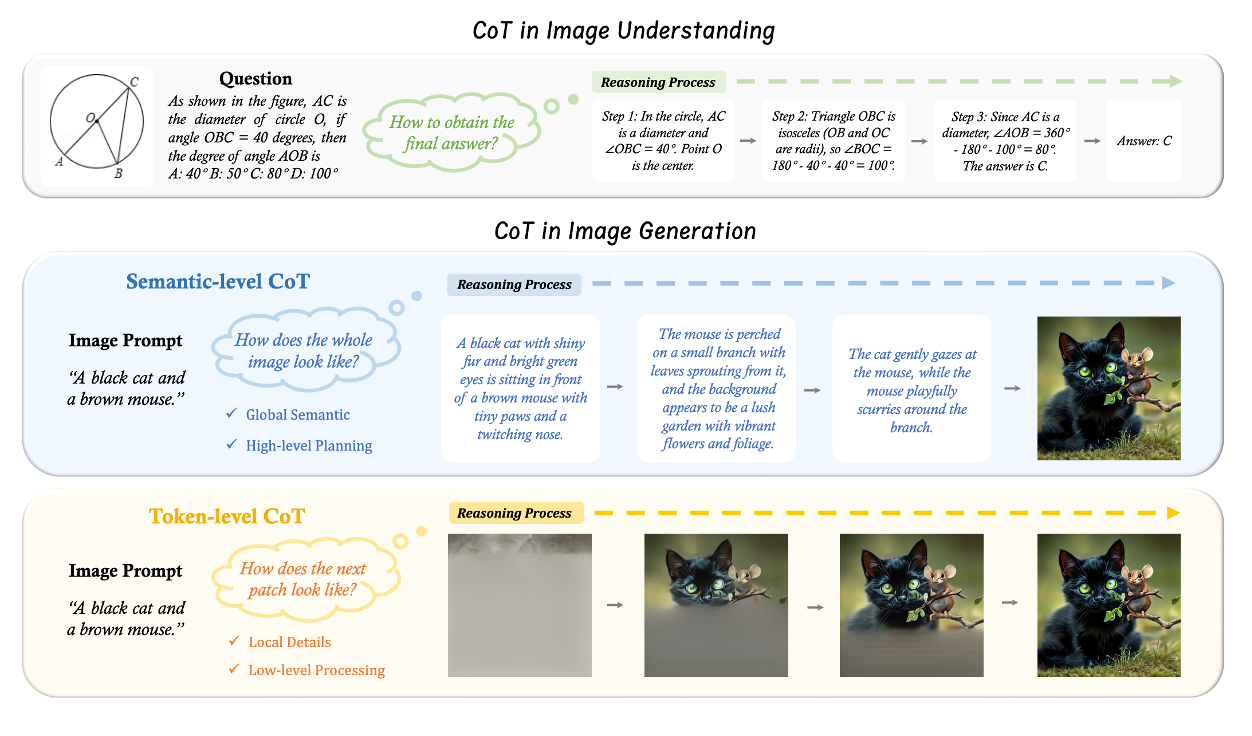 CoT in Image Understanding
C
O
A
B
Question
As shown in the figure, AC is
the diameter of circle O, if
angle OBC = 40 degrees, then
the degree of angle AOB is
A: 40° B: 50° C: 80° D: 100°
How to obtain the
final answer?
Reasoning Process
Step 1: In the circle, AC
is a diameter and
∠OBC = 40°. Point O
is the center.
Step 2: Triangle OBC is
isosceles (OB and OC
are radii), so ∠BOC =
180° - 40° - 40° = 100°.
Step 3: Since AC is a
diameter, ∠AOB = 360°
- 180° - 100° = 80°.
The answer is C.
Answer: C
CoT in Image Generation
Semantic-level CoT
Image Prompt
“A black cat and
a brown mouse.”
How does the whole
image look like?
✓ Global Semantic
✓ High-level Planning
Reasoning Process
A black cat with shiny
fur and bright green
eyes is sitting in front
of a brown mouse with
tiny paws and a
twitching nose.
The mouse is perched
on a small branch with
leaves sprouting from it,
and the background
appears to be a lush
garden with vibrant
flowers and foliage.
The cat gently gazes at
the mouse, while the
mouse playfully
scurries around the
branch.
Token-level CoT
Image Prompt
“A black cat and
a brown mouse.”
How does the next
patch look like?
✓ Local Details
✓ Low-level Processing
Reasoning Process